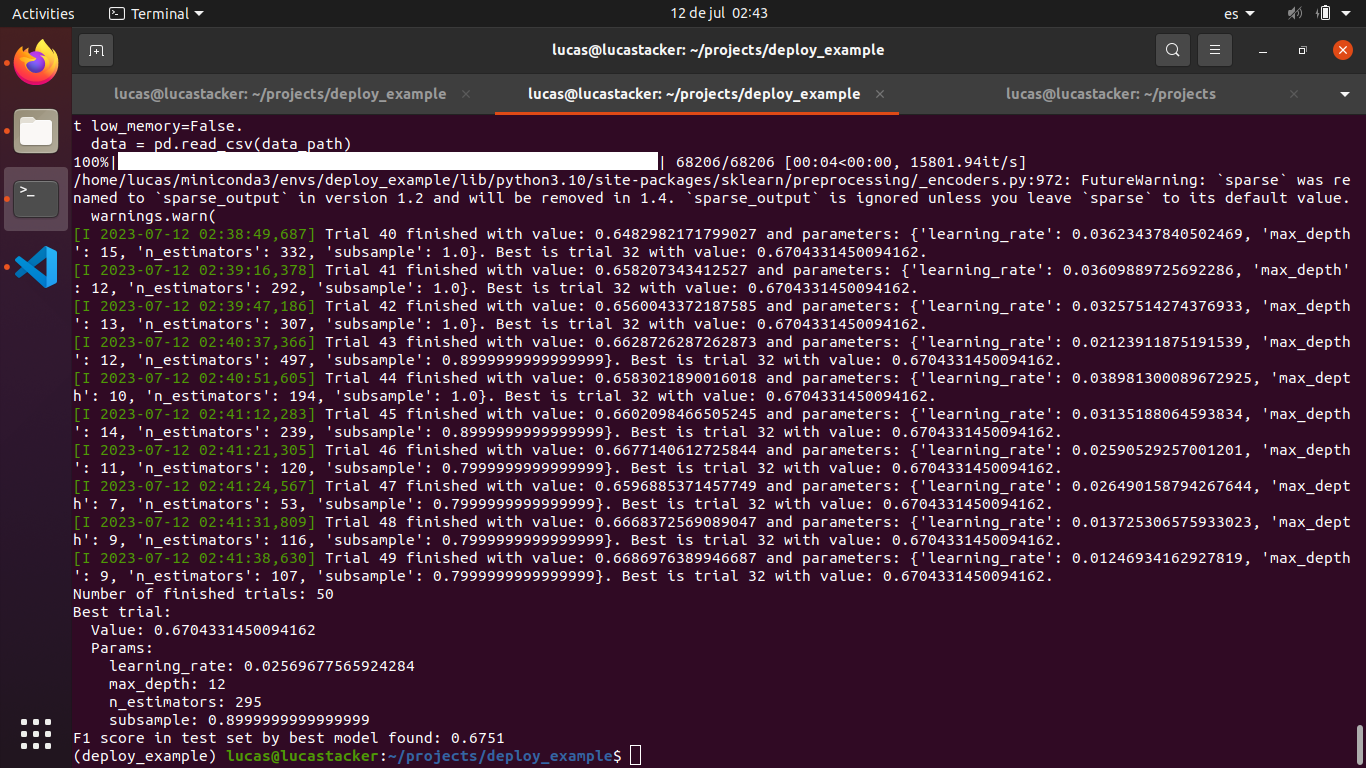 Activities
Terminal
12 de jul 02:43
es
lucas@lucastacker: ~/projects/deploy_example
lucas@lucastacker: ~/projects/deploy_example
lucas@lucastacker: ~/projects/deploy_example
lucas@lucastacker: ~/projects
t low_memory=False.
  data = pd.read_csv(data_path)
100%|| 68206/68206 [00:04<00:00, 15801.94it/s]
/home/lucas/miniconda3/envs/deploy_example/lib/python3.10/site-packages/sklearn/preprocessing/_encoders.py:972: FutureWarning: `sparse` was re
named to `sparse_output` in version 1.2 and will be removed in 1.4. `sparse_output` is ignored unless you leave `sparse` to its default value.
  warnings.warn(
[I 2023-07-12 02:38:49,687] Trial 40 finished with value: 0.6482982171799027 and parameters: {'learning_rate': 0.03623437840502469, 'max_depth
': 15, 'n_estimators': 332, 'subsample': 1.0}. Best is trial 32 with value: 0.6704331450094162.
[I 2023-07-12 02:39:16,378] Trial 41 finished with value: 0.658207343412527 and parameters: {'learning_rate': 0.03609889725692286, 'max_depth'
: 12, 'n_estimators': 292, 'subsample': 1.0}. Best is trial 32 with value: 0.6704331450094162.
[I 2023-07-12 02:39:47,186] Trial 42 finished with value: 0.6560043372187585 and parameters: {'learning_rate': 0.03257514274376933, 'max_depth
': 13, 'n_estimators': 307, 'subsample': 1.0}. Best is trial 32 with value: 0.6704331450094162.
[I 2023-07-12 02:40:37,366] Trial 43 finished with value: 0.6628726287262873 and parameters: {'learning_rate': 0.02123911875191539, 'max_depth
': 12, 'n_estimators': 497, 'subsample': 0.8999999999999999}. Best is trial 32 with value: 0.6704331450094162.
[I 2023-07-12 02:40:51,605] Trial 44 finished with value: 0.6583021890016018 and parameters: {'learning_rate': 0.038981300089672925, 'max_dept
h': 10, 'n_estimators': 194, 'subsample': 1.0}. Best is trial 32 with value: 0.6704331450094162.
[I 2023-07-12 02:41:12,283] Trial 45 finished with value: 0.6602098466505245 and parameters: {'learning_rate': 0.03135188064593834, 'max_depth
': 14, 'n_estimators': 239, 'subsample': 0.8999999999999999}. Best is trial 32 with value: 0.6704331450094162.
[I 2023-07-12 02:41:21,305] Trial 46 finished with value: 0.6677140612725844 and parameters: {'learning_rate': 0.02590529257001201, 'max_depth
': 11, 'n_estimators': 120, 'subsample': 0.7999999999999999}. Best is trial 32 with value: 0.6704331450094162.
[I 2023-07-12 02:41:24,567] Trial 47 finished with value: 0.6596885371457749 and parameters: {'learning_rate': 0.026490158794267644, 'max_dept
h': 7, 'n_estimators': 53, 'subsample': 0.7999999999999999}. Best is trial 32 with value: 0.6704331450094162.
[I 2023-07-12 02:41:31,809] Trial 48 finished with value: 0.6668372569089047 and parameters: {'learning_rate': 0.013725306575933023, 'max_dept
h': 9, 'n_estimators': 116, 'subsample': 0.7999999999999999}. Best is trial 32 with value: 0.6704331450094162.
[I 2023-07-12 02:41:38,630] Trial 49 finished with value: 0.6686976389946687 and parameters: {'learning_rate': 0.01246934162927819, 'max_depth
': 9, 'n_estimators': 107, 'subsample': 0.7999999999999999}. Best is trial 32 with value: 0.6704331450094162.
Number of finished trials: 50
Best trial:
  Value: 0.6704331450094162
  Params:
    learning_rate: 0.02569677565924284
    max_depth: 12
    n_estimators: 295
    subsample: 0.8999999999999999
F1 score in test set by best model found: 0.6751
(deploy_example) lucas@lucastacker:~/projects/deploy_example$